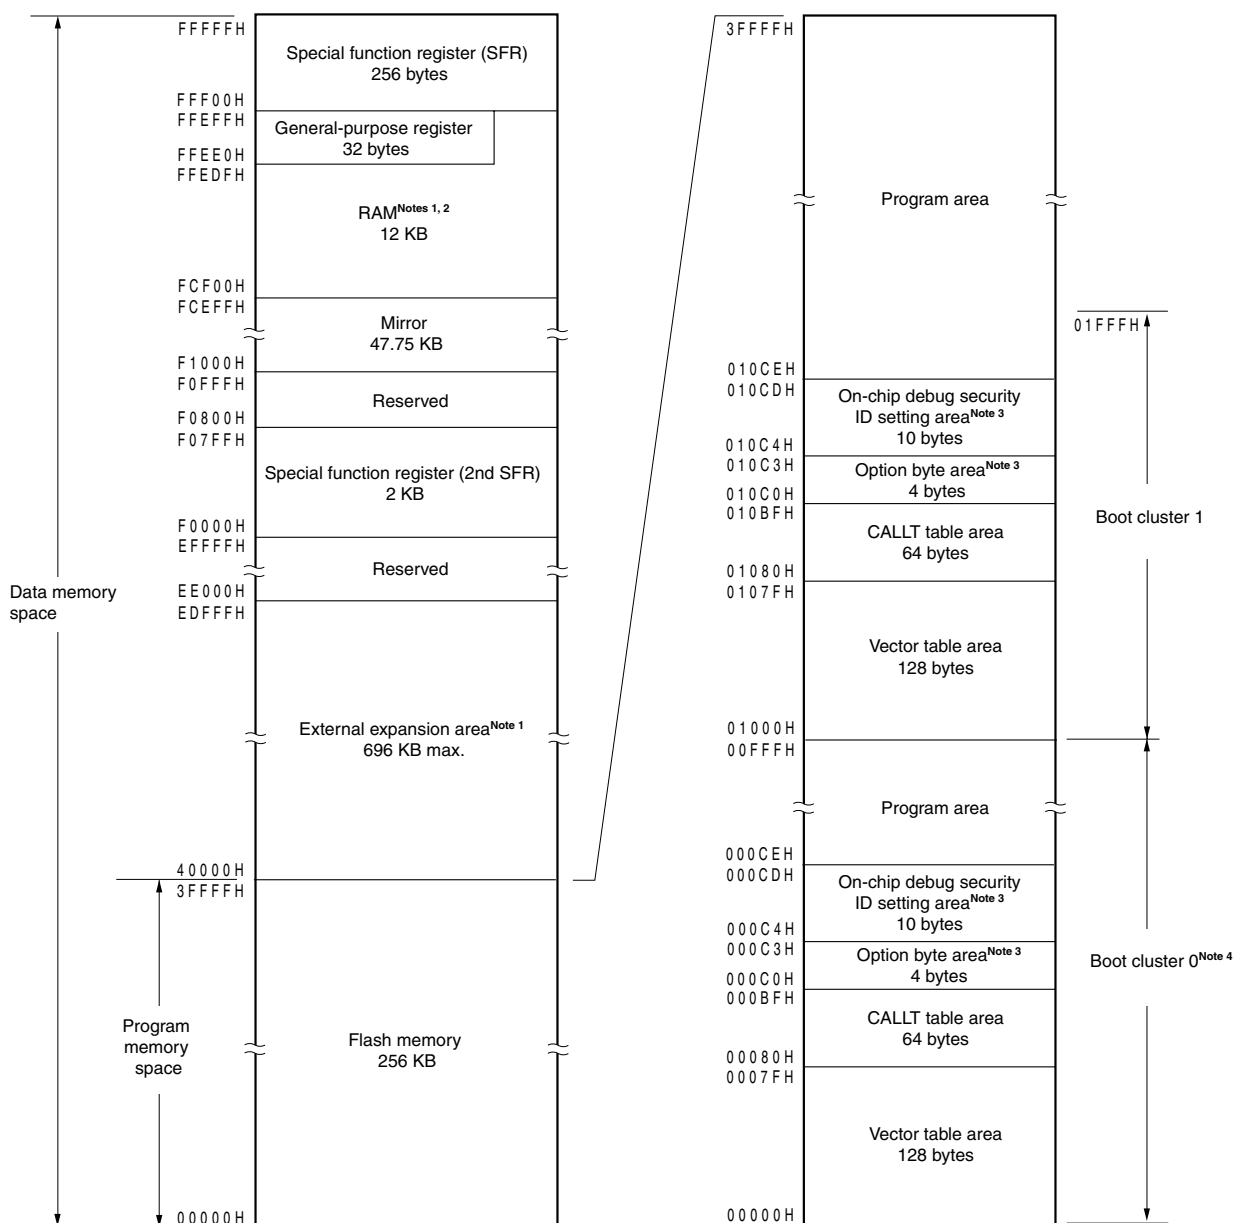 FFFFFH
Special function register (SFR)
256 bytes
FFF00H
FFEFFH
General-purpose register
32 bytes
FFEE0H
FFEDFH
RAMNotes 1, 2
12 KB
FCF00H
FCEFFH
Mirror
47.75 KB
F1000H
F0FFFH
Reserved
F0800H
F07FFH
Special function register (2nd SFR)
2 KB
F0000H
EFFFFH
Reserved
EE000H
EDFFFH
Data memory
space
External expansion areaNote 1
696 KB max.
40000H
3FFFFH
Program
memory
space
Flash memory
256 KB
00000H
3FFFFH
Program area
01FFFH
010CEH
010CDH
On-chip debug security
ID setting areaNote 3
10 bytes
010C4H
010C3H
Option byte areaNote 3
4 bytes
010C0H
010BFH
Boot cluster 1
CALLT table area
64 bytes
01080H
0107FH
Vector table area
128 bytes
01000H
00FFFH
Program area
000CEH
000CDH
On-chip debug security
ID setting areaNote 3
10 bytes
000C4H
000C3H
Option byte areaNote 3
4 bytes
Boot cluster 0Note 4
000C0H
000BFH
CALLT table area
64 bytes
00080H
0007FH
Vector table area
128 bytes
00000H